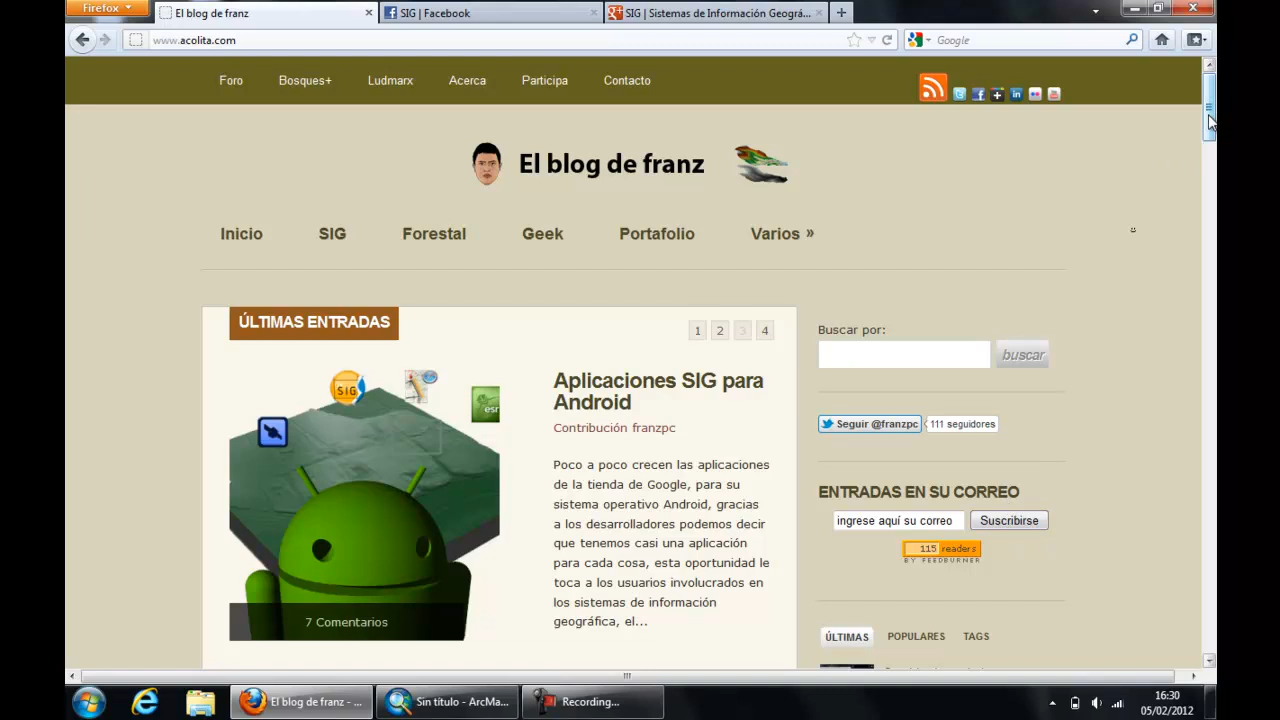 Firefox
El blog de franz
SIG | Facebook
SIG | Sistemas de Información Geográ...
www.acolita.com
Google
Foro
Bosques+
Ludmarx
Acerca
Participa
Contacto
El blog de franz
Inicio
SIG
Forestal
Geek
Portafolio
Varios »
ÚLTIMAS ENTRADAS
1 2 3 4
SIG
esr
7 Comentarios
Aplicaciones SIG para
Android
Contribución franzpc
Poco a poco crecen las aplicaciones
de la tienda de Google, para su
sistema operativo Android, gracias
a los desarrolladores podemos decir
que tenemos casi una aplicación
para cada cosa, esta oportunidad le
toca a los usuarios involucrados en
los sistemas de información
geográfica, el...
Buscar por:
buscar
Seguir @franzpc
111 seguidores
ENTRADAS EN SU CORREO
ingrese aquí su correo
Suscribirse
115 readers
BY FEEDBURNER
ÚLTIMAS
POPULARES
TAGS
El blog de franz - ...
Sin título - ArcMa...
Recording...
16:30
05/02/2012